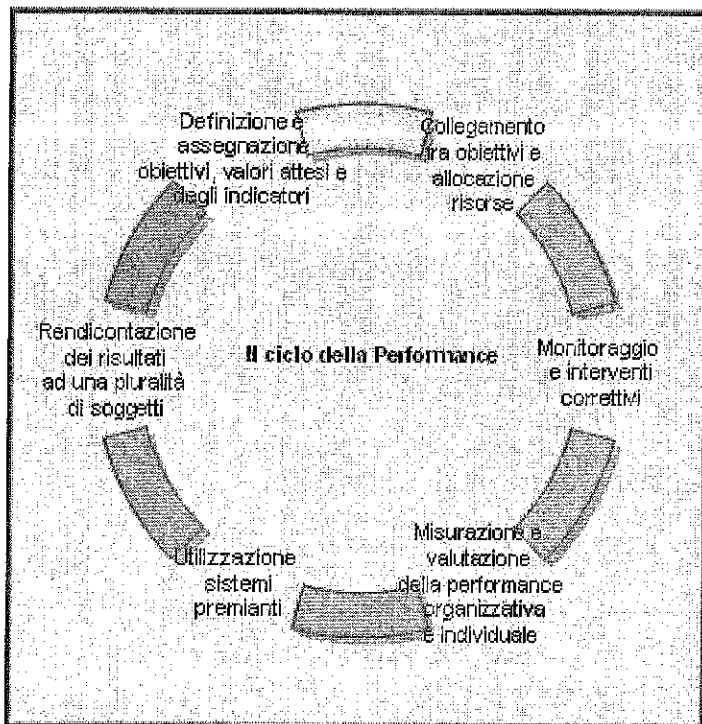 Definizione e
assegnazione
obiettivi, valori attesi e
degli indicatori
Collegamento
tra obiettivi e
allocazione
risorse
Monitoraggio
e interventi
correttivi
Misurazione e
valutazione
della performance
organizzativa
e individuale
Utilizzazione
sistemi
premianti
Rendicontazione
dei risultati
ad una pluralità
di soggetti
Il ciclo della Performance